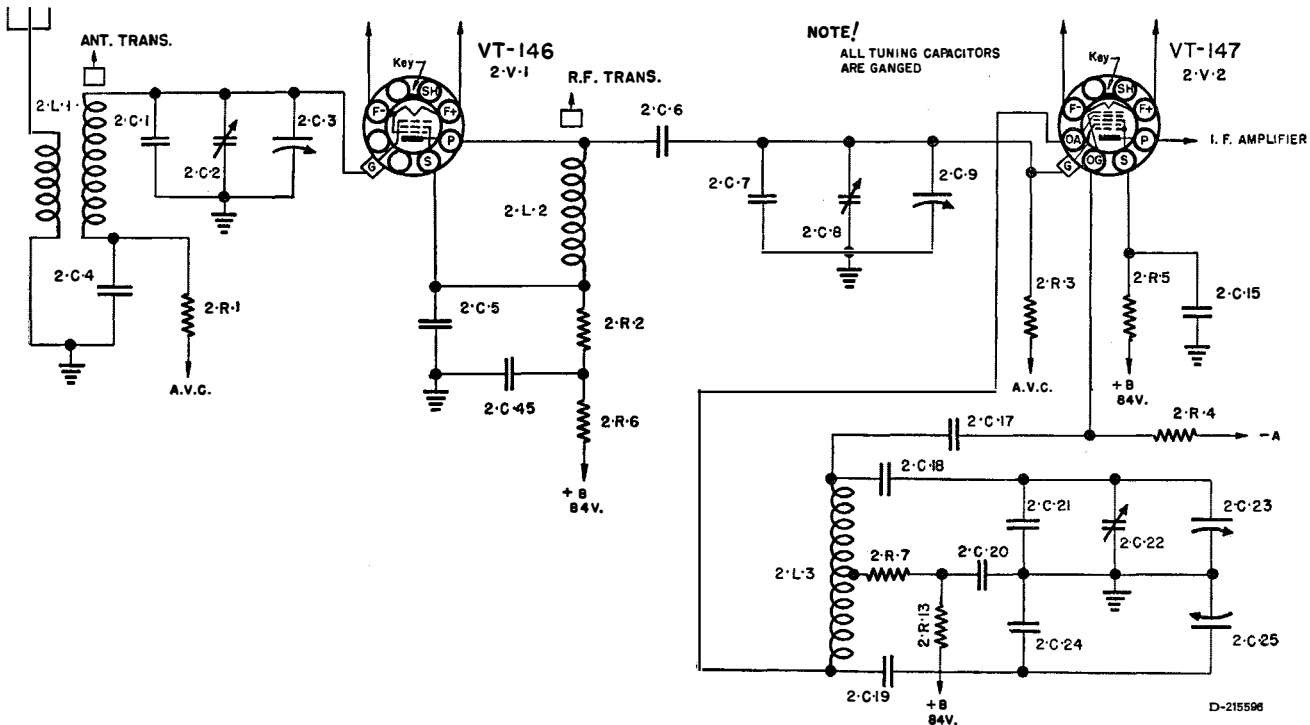 ANT. TRANS.
2·L·1
2·C·1
2·C·2
2·C·3
2·C·4
2·R·1
A.V.C.
VT-146
2·V·1
Key
SH
F-
F+
P
S
G
R.F. TRANS.
2·C·6
2·L·2
2·C·5
2·R·2
2·C·45
2·R·6
+B
84V.
NOTE!
ALL TUNING CAPACITORS
ARE GANGED
2·C·7
2·C·8
2·C·9
VT-147
2·V·2
Key
SH
F-
F+
OA
P
G
OG
S
I.F. AMPLIFIER
2·R·3
A.V.C.
2·R·5
2·C·15
+B
84V.
2·C·17
2·R·4
-A
2·C·18
2·C·21
2·C·22
2·C·23
2·L·3
2·R·7
2·C·20
2·R·13
2·C·24
2·C·25
2·C·19
+B
84V.
D-215596